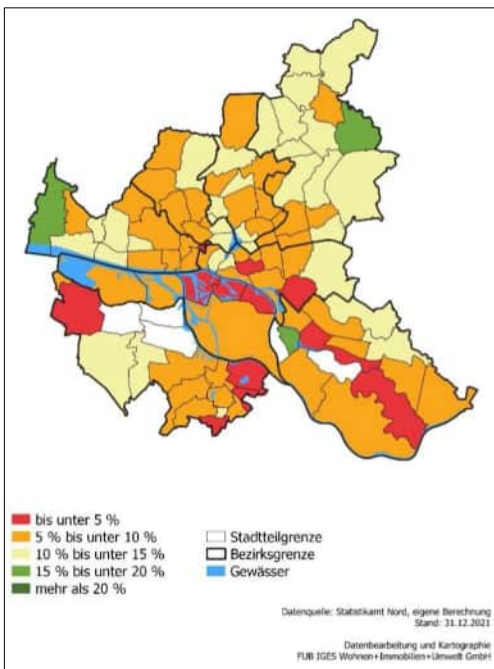 bis unter 5 %
5 % bis unter 10 %
10 % bis unter 15 %
15 % bis unter 20 %
mehr als 20 %
Stadtteilgrenze
Bezirksgrenze
Gewässer
Datenquelle: Statistikamt Nord, eigene Berechnung
Stand: 31.12.2021
Datenbearbeitung und Kartographie
FUB IGES Wohnen+Immobilien+Umwelt GmbH